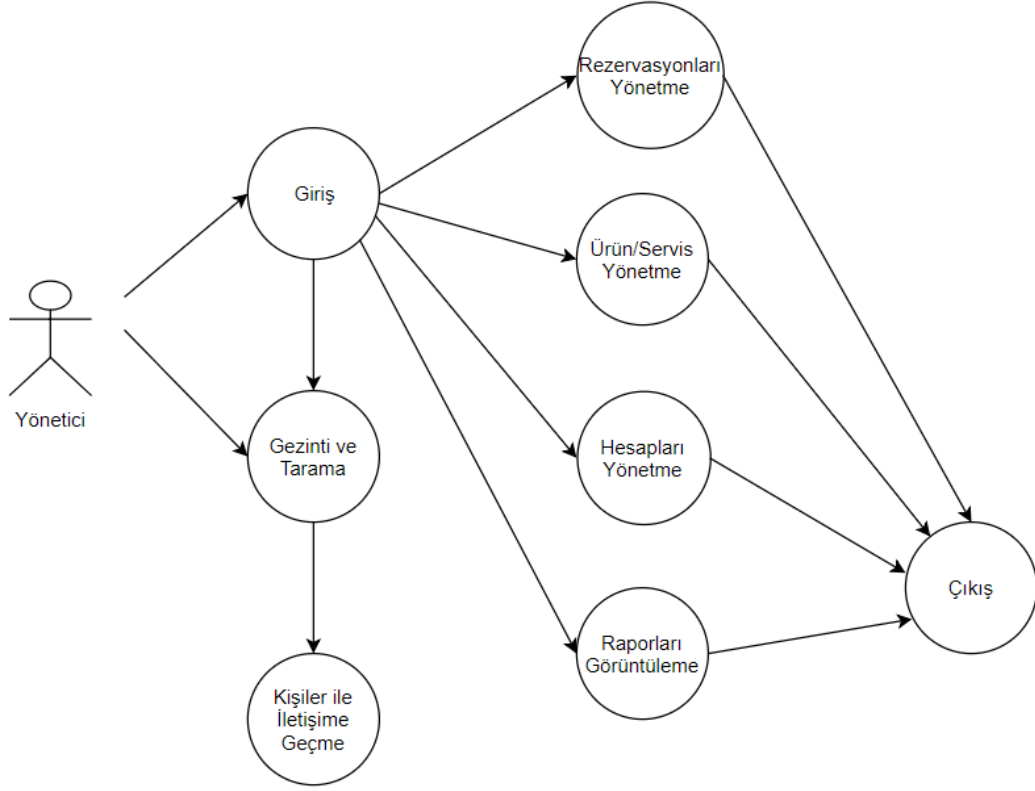 Rezervasyonları
Yönetme
Giriş
Ürün/Servis
Yönetme
Yönetici
Gezinti ve
Tarama
Hesapları
Yönetme
Çıkış
Raporları
Görüntüleme
Kişiler ile
İletişime
Geçme